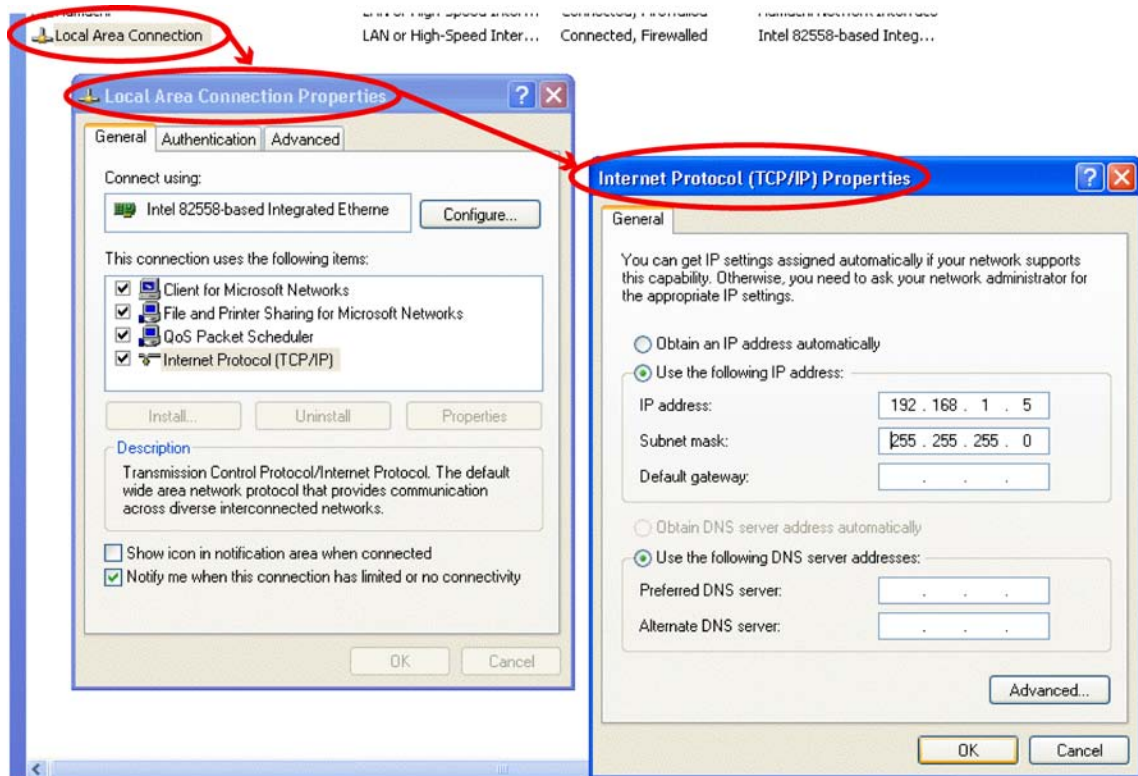 Local Area Connection LAN or High-Speed Inter... Connected, Firewalled Intel 82558-based Integ...
Local Area Connection Properties
General Authentication Advanced
Connect using:
Intel 82558-based Integrated Etherne Configure...
This connection uses the following items:
Client for Microsoft Networks
File and Printer Sharing for Microsoft Networks
QoS Packet Scheduler
Internet Protocol (TCP/IP)
Install... Uninstall Properties
Description
Transmission Control Protocol/Internet Protocol. The default
wide area network protocol that provides communication
across diverse interconnected networks.
Show icon in notification area when connected
Notify me when this connection has limited or no connectivity
OK Cancel
Internet Protocol (TCP/IP) Properties
General
You can get IP settings assigned automatically if your network supports
this capability. Otherwise, you need to ask your network administrator for
the appropriate IP settings.
Obtain an IP address automatically
Use the following IP address:
IP address: 192 . 168 . 1 . 5
Subnet mask: 255 . 255 . 255 . 0
Default gateway: . . .
Obtain DNS server address automatically
Use the following DNS server addresses:
Preferred DNS server: . . .
Alternate DNS server: . . .
Advanced...
OK Cancel